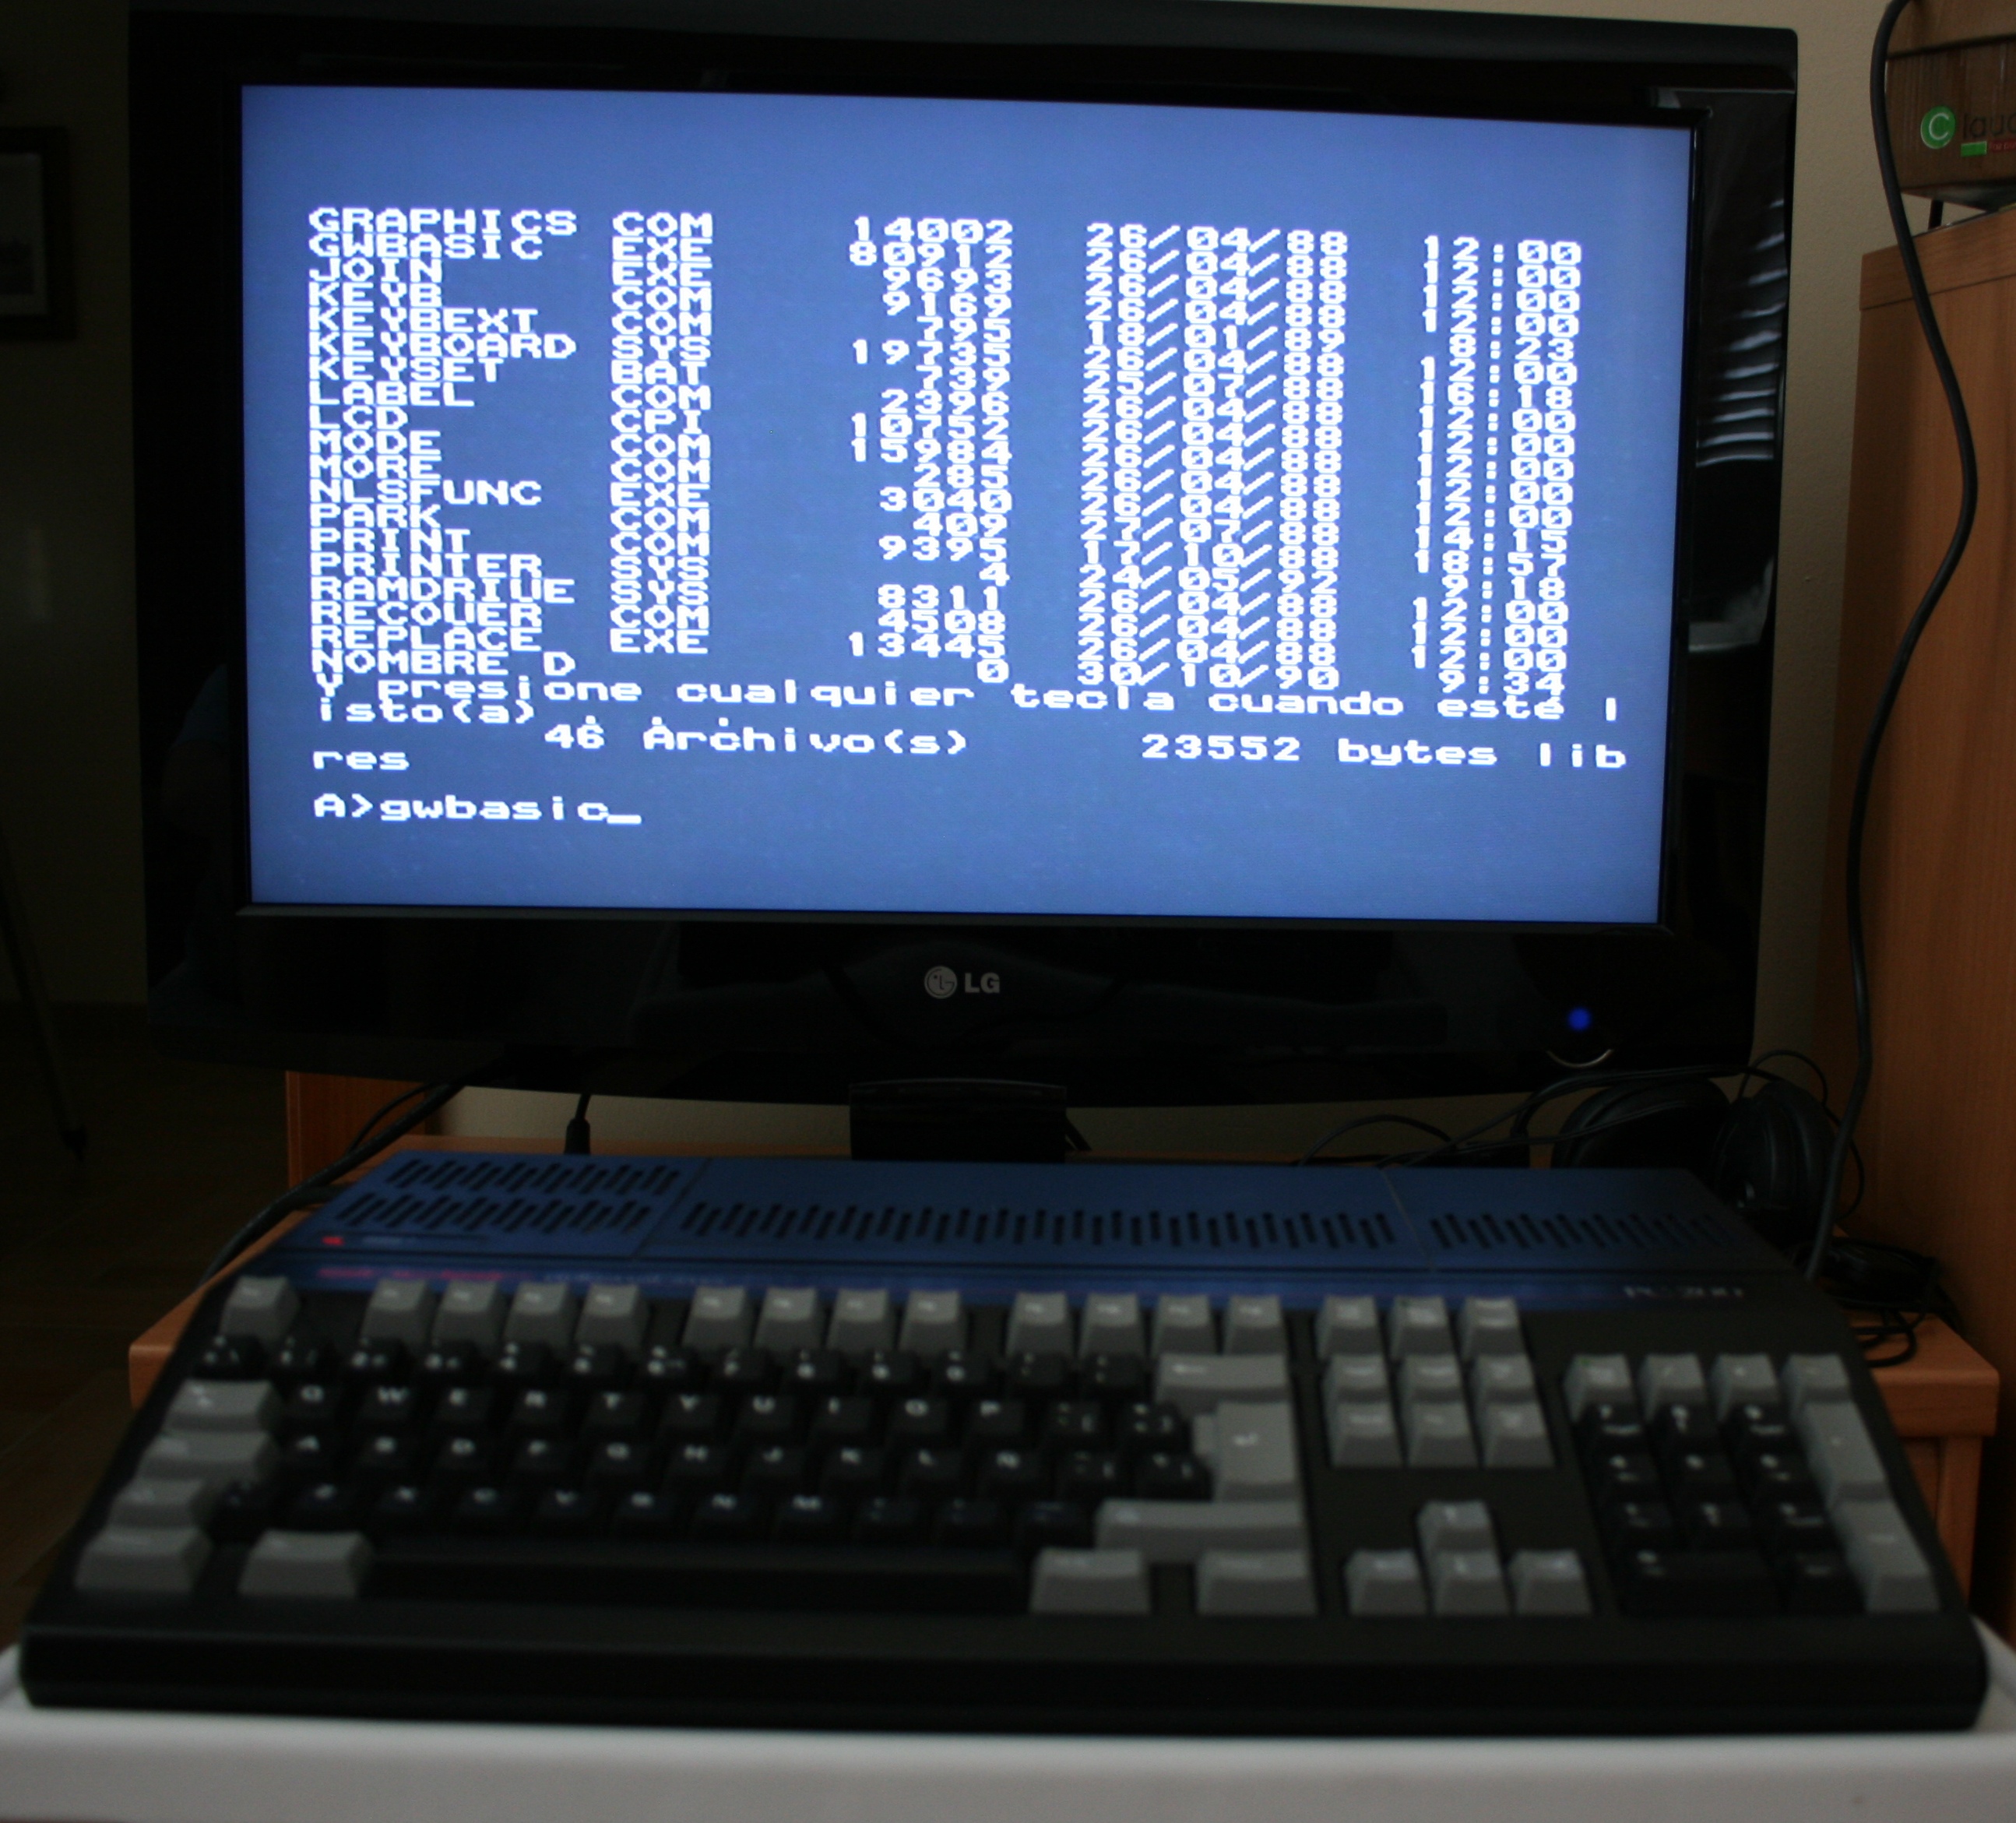 GRAPHICS COM 14002 26/04/88 12:00
GWBASIC EXE 80912 26/04/88 12:00
JOIN EXE 9693 26/04/88 12:00
KEYB COM 9169 26/04/88 12:00
KEYBEXT COM 795 18/01/89 8:23
KEYBOARD SYS 19735 26/04/88 12:00
KEYSET BAT 739 25/07/88 16:18
LABEL COM 2396 26/04/88 12:00
LCD CPI 10752 26/04/88 12:00
MODE COM 15984 26/04/88 12:00
MORE COM 285 26/04/88 12:00
NLSFUNC EXE 3040 26/04/88 12:00
PARK COM 409 27/07/88 14:15
PRINT COM 9395 17/10/88 18:57
PRINTER SYS 4 24/05/92 9:18
RAMDRIVE SYS 8311 26/04/88 12:00
RECOVER COM 4508 26/04/88 12:00
REPLACE EXE 13445 26/04/88 12:00
NOMBRE D 0 30/10/90 9:34
Y presione cualquier tecla cuando esté l
isto(a) . . .
46 Archivo(s) 23552 bytes lib
res
A>gwbasic_
LG
PC 200
Q W E R T Y U I O P
A S D F G H J K L Ñ
Z X C V B N M